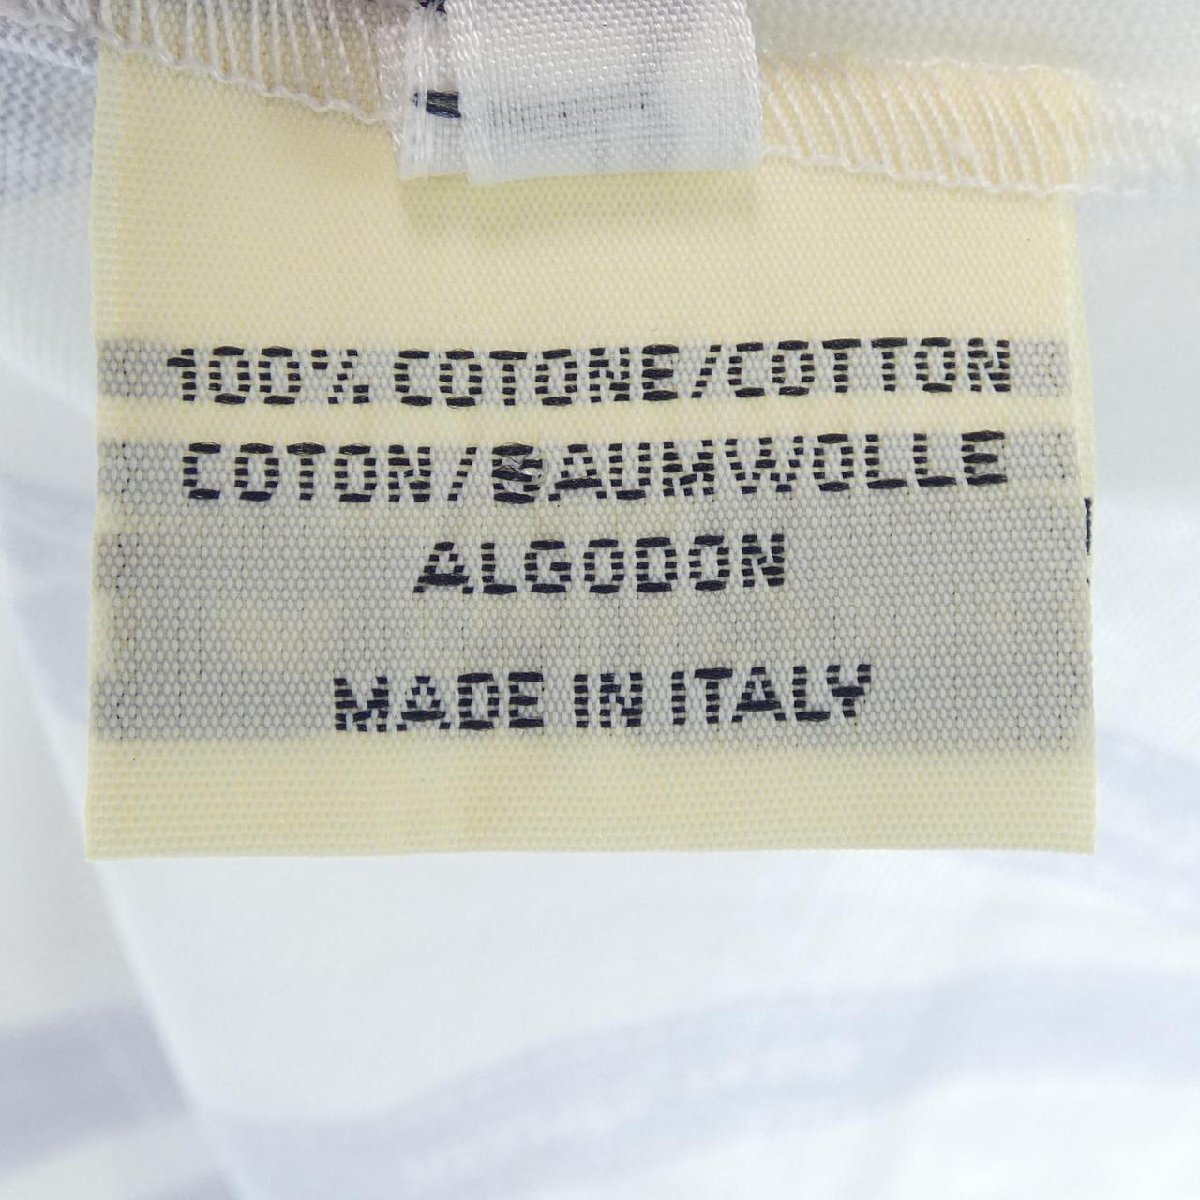 100% COTONE/COTTON
COTON/BAUMWOLLE
ALGODON
MADE IN ITALY